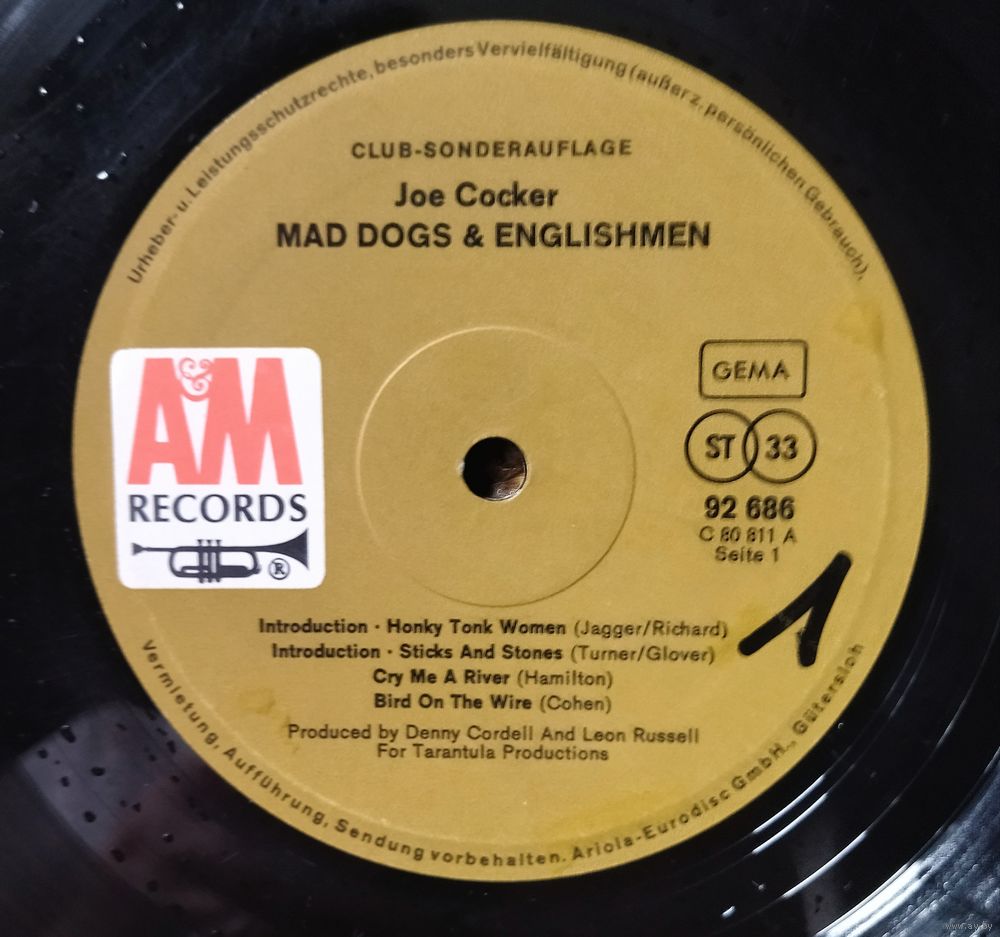 Urheber- u. Leistungsschutzrechte, besonders Vervielfältigung (außer z. persönlichen Gebrauch),
CLUB-SONDERAUFLAGE
Joe Cocker
MAD DOGS & ENGLISHMEN
A&M
RECORDS
®
GEMA
ST 33
92 686
C 80 811 A
Seite 1
1
Introduction · Honky Tonk Women (Jagger/Richard)
Introduction · Sticks And Stones (Turner/Glover)
Cry Me A River (Hamilton)
Bird On The Wire (Cohen)
Produced by Denny Cordell And Leon Russell
For Tarantula Productions
Vermietung, Aufführung, Sendung vorbehalten. Ariola-Eurodisc GmbH., Gütersloh
www.av.by